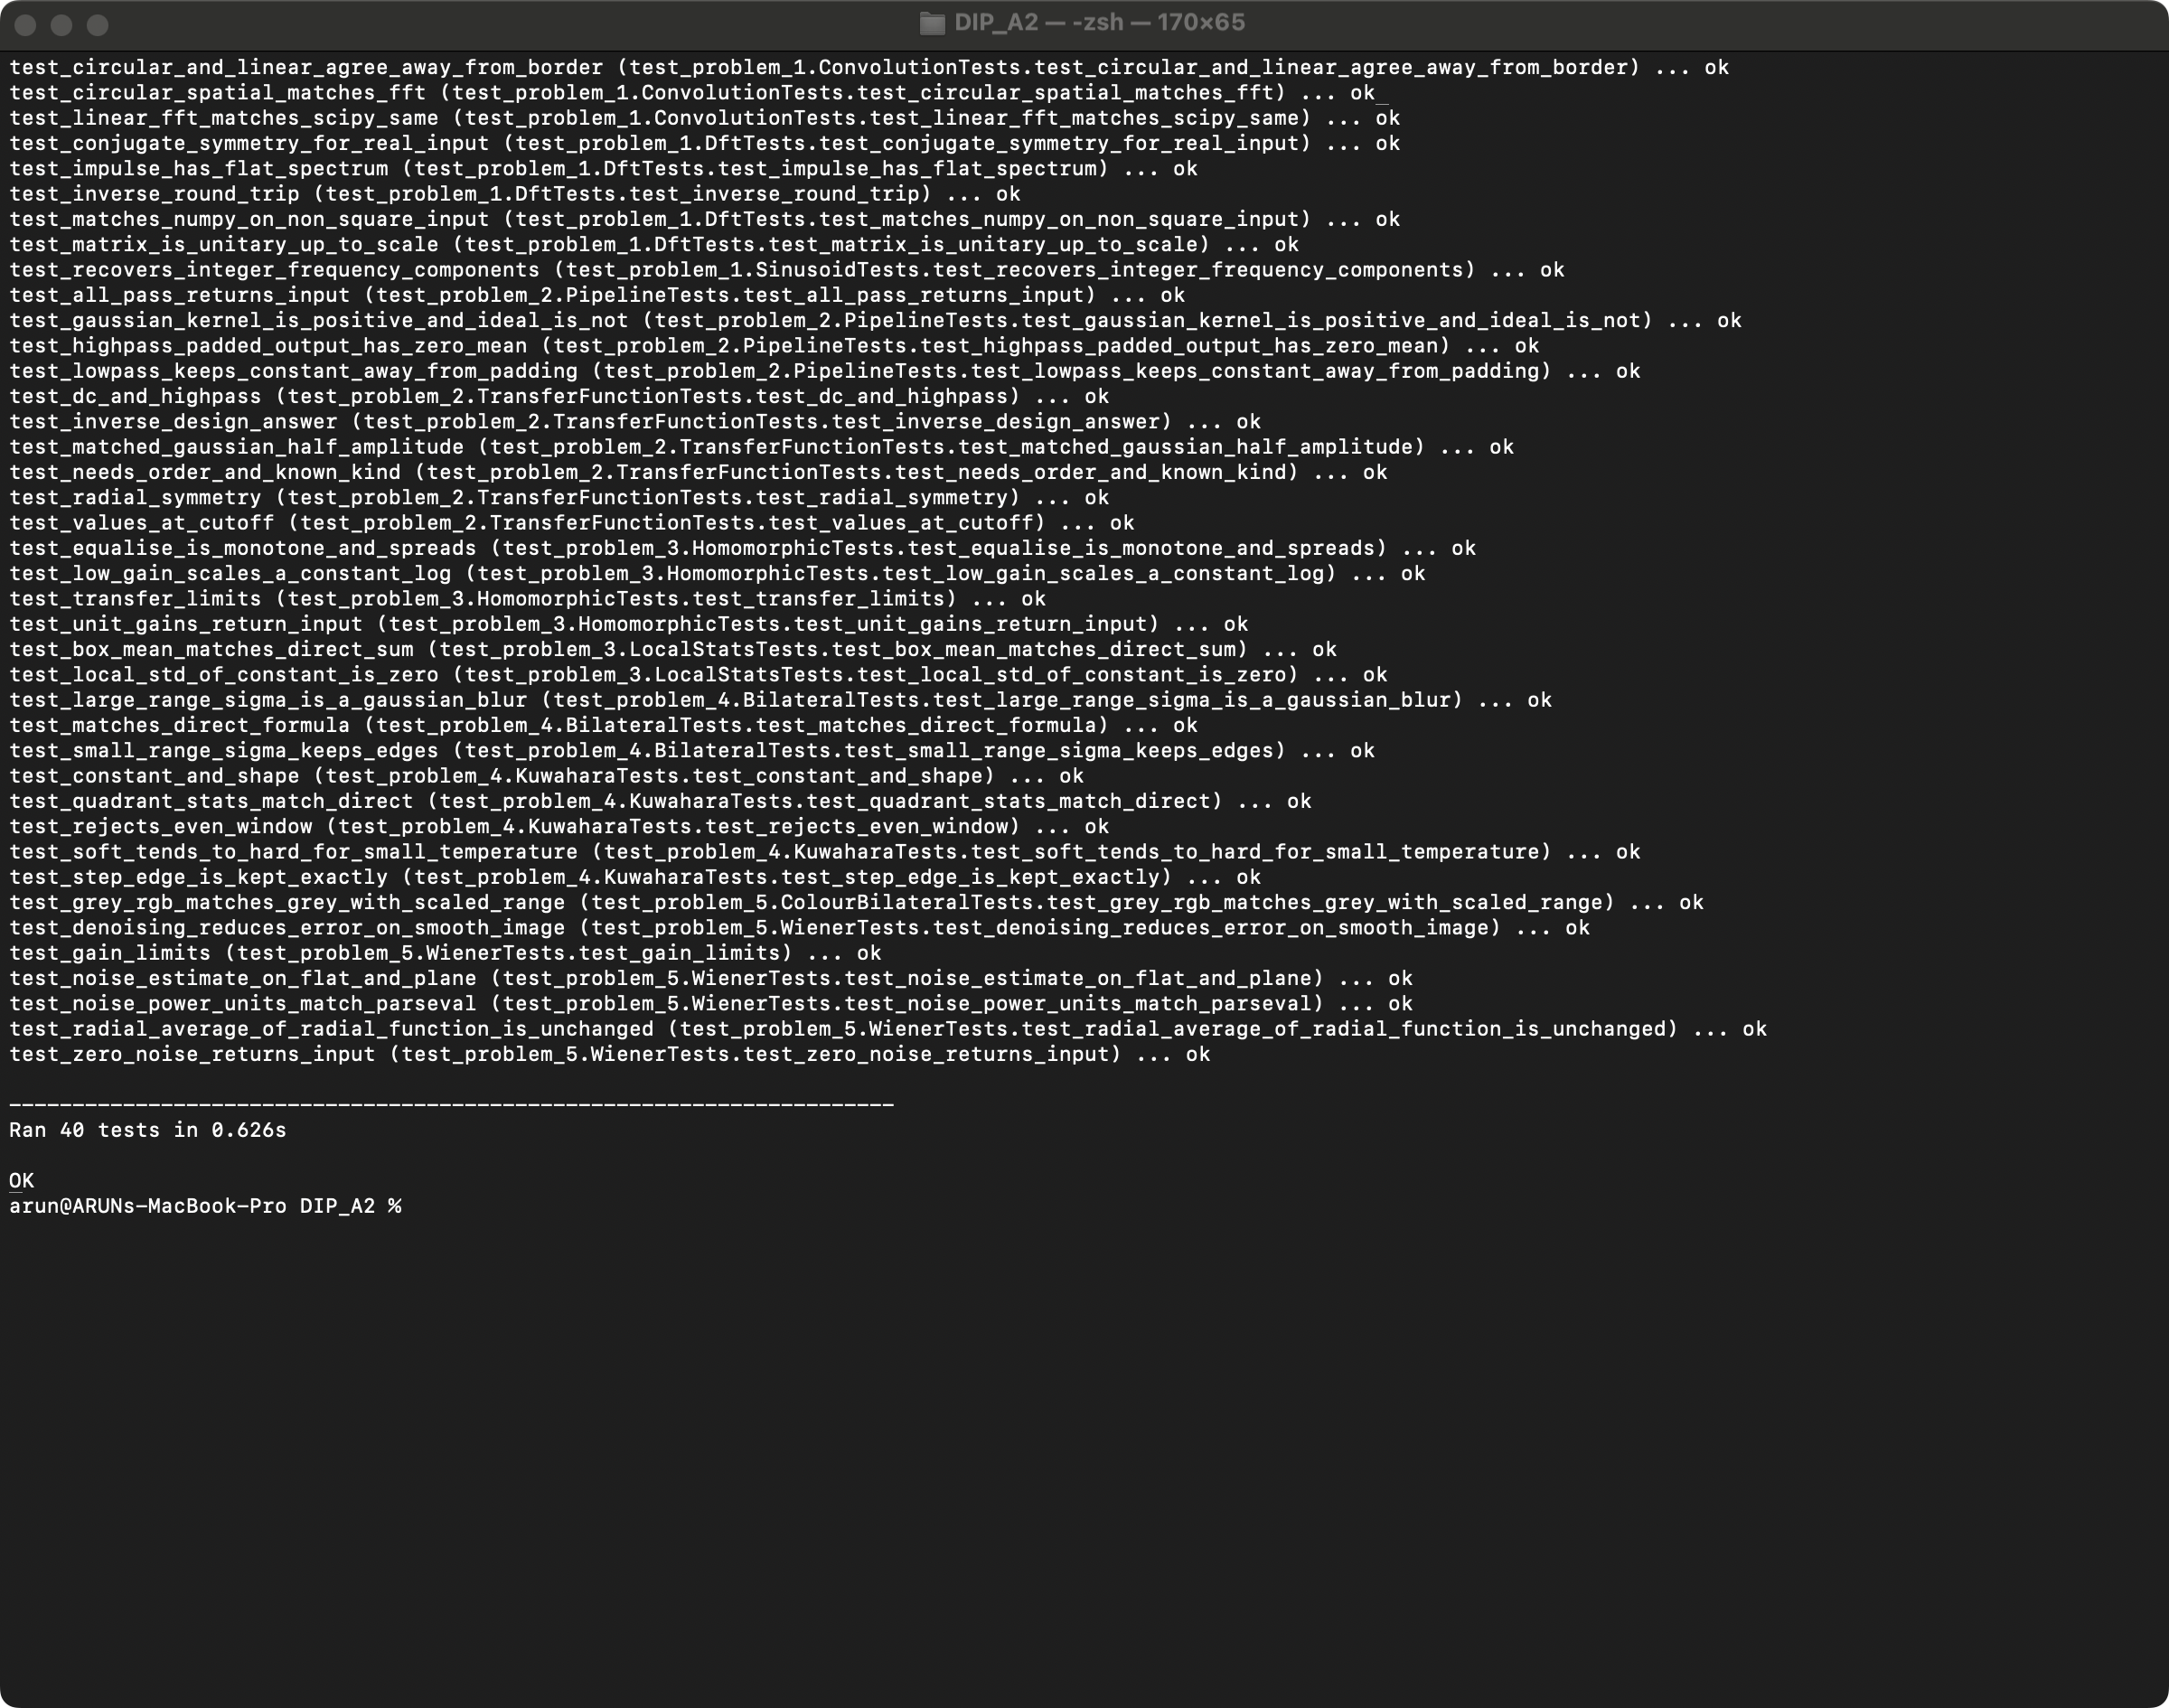 DIP_A2 — -zsh — 170×65
test_circular_and_linear_agree_away_from_border (test_problem_1.ConvolutionTests.test_circular_and_linear_agree_away_from_border) ... ok
test_circular_spatial_matches_fft (test_problem_1.ConvolutionTests.test_circular_spatial_matches_fft) ... ok
test_linear_fft_matches_scipy_same (test_problem_1.ConvolutionTests.test_linear_fft_matches_scipy_same) ... ok
test_conjugate_symmetry_for_real_input (test_problem_1.DftTests.test_conjugate_symmetry_for_real_input) ... ok
test_impulse_has_flat_spectrum (test_problem_1.DftTests.test_impulse_has_flat_spectrum) ... ok
test_inverse_round_trip (test_problem_1.DftTests.test_inverse_round_trip) ... ok
test_matches_numpy_on_non_square_input (test_problem_1.DftTests.test_matches_numpy_on_non_square_input) ... ok
test_matrix_is_unitary_up_to_scale (test_problem_1.DftTests.test_matrix_is_unitary_up_to_scale) ... ok
test_recovers_integer_frequency_components (test_problem_1.SinusoidTests.test_recovers_integer_frequency_components) ... ok
test_all_pass_returns_input (test_problem_2.PipelineTests.test_all_pass_returns_input) ... ok
test_gaussian_kernel_is_positive_and_ideal_is_not (test_problem_2.PipelineTests.test_gaussian_kernel_is_positive_and_ideal_is_not) ... ok
test_highpass_padded_output_has_zero_mean (test_problem_2.PipelineTests.test_highpass_padded_output_has_zero_mean) ... ok
test_lowpass_keeps_constant_away_from_padding (test_problem_2.PipelineTests.test_lowpass_keeps_constant_away_from_padding) ... ok
test_dc_and_highpass (test_problem_2.TransferFunctionTests.test_dc_and_highpass) ... ok
test_inverse_design_answer (test_problem_2.TransferFunctionTests.test_inverse_design_answer) ... ok
test_matched_gaussian_half_amplitude (test_problem_2.TransferFunctionTests.test_matched_gaussian_half_amplitude) ... ok
test_needs_order_and_known_kind (test_problem_2.TransferFunctionTests.test_needs_order_and_known_kind) ... ok
test_radial_symmetry (test_problem_2.TransferFunctionTests.test_radial_symmetry) ... ok
test_values_at_cutoff (test_problem_2.TransferFunctionTests.test_values_at_cutoff) ... ok
test_equalise_is_monotone_and_spreads (test_problem_3.HomomorphicTests.test_equalise_is_monotone_and_spreads) ... ok
test_low_gain_scales_a_constant_log (test_problem_3.HomomorphicTests.test_low_gain_scales_a_constant_log) ... ok
test_transfer_limits (test_problem_3.HomomorphicTests.test_transfer_limits) ... ok
test_unit_gains_return_input (test_problem_3.HomomorphicTests.test_unit_gains_return_input) ... ok
test_box_mean_matches_direct_sum (test_problem_3.LocalStatsTests.test_box_mean_matches_direct_sum) ... ok
test_local_std_of_constant_is_zero (test_problem_3.LocalStatsTests.test_local_std_of_constant_is_zero) ... ok
test_large_range_sigma_is_a_gaussian_blur (test_problem_4.BilateralTests.test_large_range_sigma_is_a_gaussian_blur) ... ok
test_matches_direct_formula (test_problem_4.BilateralTests.test_matches_direct_formula) ... ok
test_small_range_sigma_keeps_edges (test_problem_4.BilateralTests.test_small_range_sigma_keeps_edges) ... ok
test_constant_and_shape (test_problem_4.KuwaharaTests.test_constant_and_shape) ... ok
test_quadrant_stats_match_direct (test_problem_4.KuwaharaTests.test_quadrant_stats_match_direct) ... ok
test_rejects_even_window (test_problem_4.KuwaharaTests.test_rejects_even_window) ... ok
test_soft_tends_to_hard_for_small_temperature (test_problem_4.KuwaharaTests.test_soft_tends_to_hard_for_small_temperature) ... ok
test_step_edge_is_kept_exactly (test_problem_4.KuwaharaTests.test_step_edge_is_kept_exactly) ... ok
test_grey_rgb_matches_grey_with_scaled_range (test_problem_5.ColourBilateralTests.test_grey_rgb_matches_grey_with_scaled_range) ... ok
test_denoising_reduces_error_on_smooth_image (test_problem_5.WienerTests.test_denoising_reduces_error_on_smooth_image) ... ok
test_gain_limits (test_problem_5.WienerTests.test_gain_limits) ... ok
test_noise_estimate_on_flat_and_plane (test_problem_5.WienerTests.test_noise_estimate_on_flat_and_plane) ... ok
test_noise_power_units_match_parseval (test_problem_5.WienerTests.test_noise_power_units_match_parseval) ... ok
test_radial_average_of_radial_function_is_unchanged (test_problem_5.WienerTests.test_radial_average_of_radial_function_is_unchanged) ... ok
test_zero_noise_returns_input (test_problem_5.WienerTests.test_zero_noise_returns_input) ... ok
----------------------------------------------------------------------
Ran 40 tests in 0.626s
OK
arun@ARUNs-MacBook-Pro DIP_A2 %